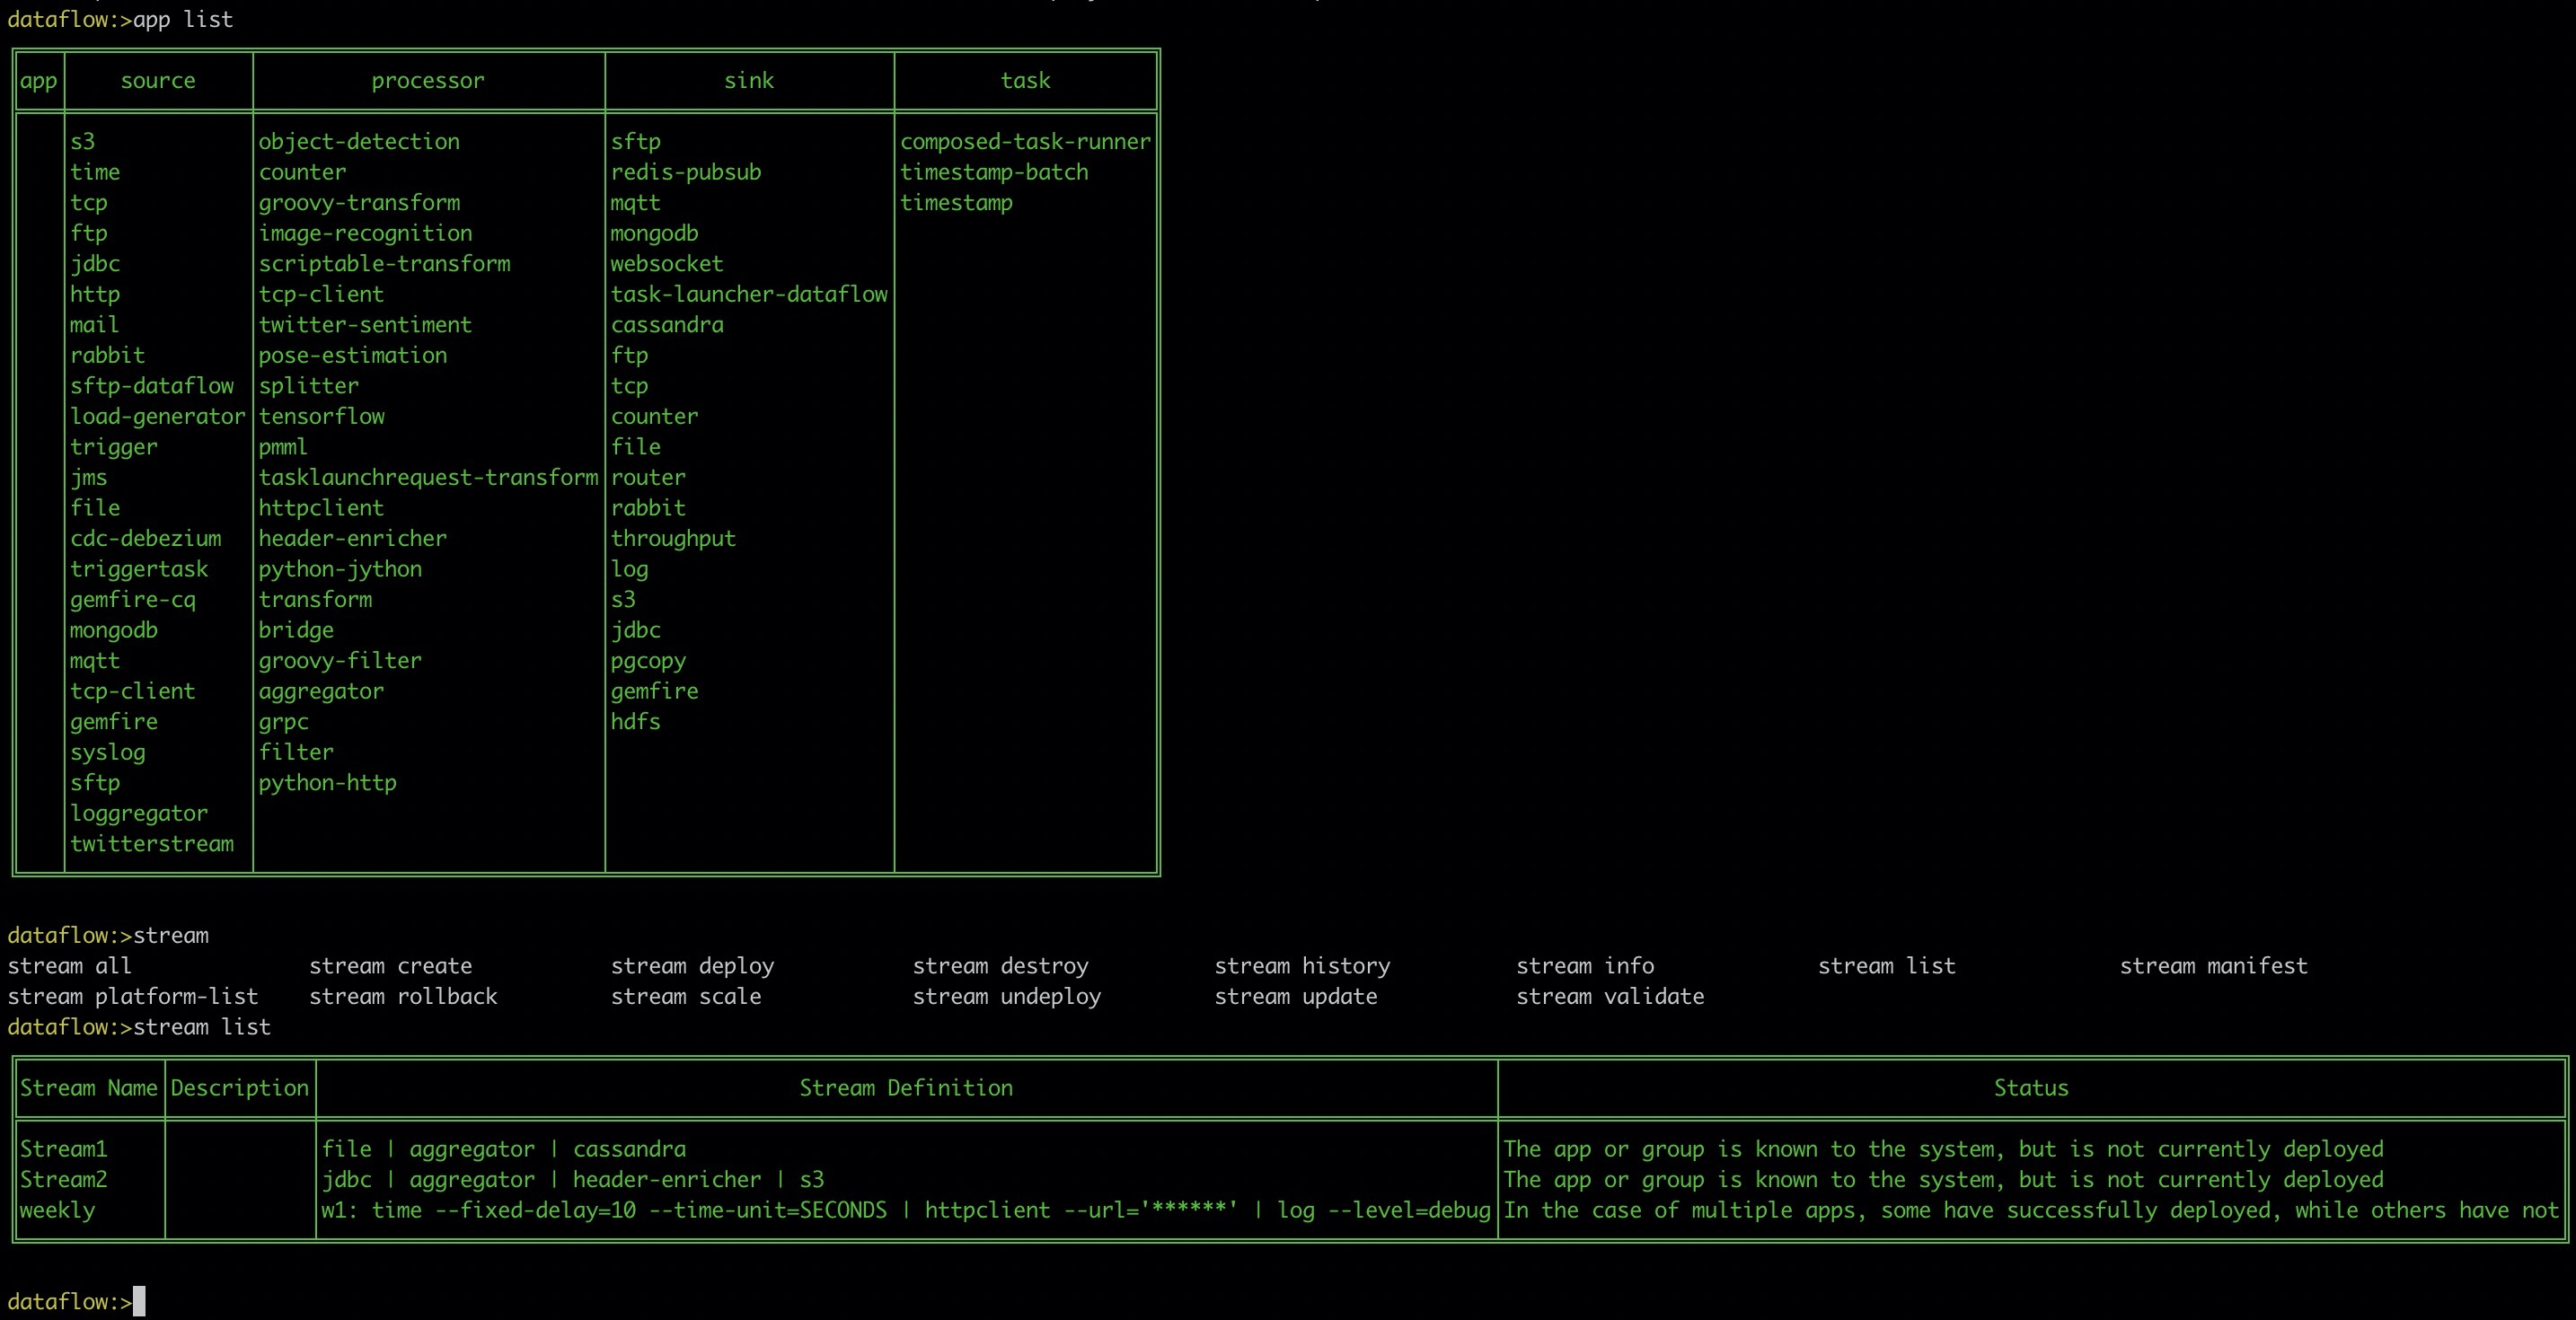 dataflow:>app list
app source processor sink task
s3 object-detection sftp composed-task-runner
time counter redis-pubsub timestamp-batch
tcp groovy-transform mqtt timestamp
ftp image-recognition mongodb
jdbc scriptable-transform websocket
http tcp-client task-launcher-dataflow
mail twitter-sentiment cassandra
rabbit pose-estimation ftp
sftp-dataflow splitter tcp
load-generator tensorflow counter
trigger pmml file
jms tasklaunchrequest-transform router
file httpclient rabbit
cdc-debezium header-enricher throughput
triggertask python-jython log
gemfire-cq transform s3
mongodb bridge jdbc
mqtt groovy-filter pgcopy
tcp-client aggregator gemfire
gemfire grpc hdfs
syslog filter
sftp python-http
loggregator
twitterstream
dataflow:>stream
stream all stream create stream deploy stream destroy stream history stream info stream list stream manifest
stream platform-list stream rollback stream scale stream undeploy stream update stream validate
dataflow:>stream list
Stream Name Description Stream Definition Status
Stream1 file | aggregator | cassandra The app or group is known to the system, but is not currently deployed
Stream2 jdbc | aggregator | header-enricher | s3 The app or group is known to the system, but is not currently deployed
weekly w1: time --fixed-delay=10 --time-unit=SECONDS | httpclient --url='******' | log --level=debug In the case of multiple apps, some have successfully deployed, while others have not
dataflow:>